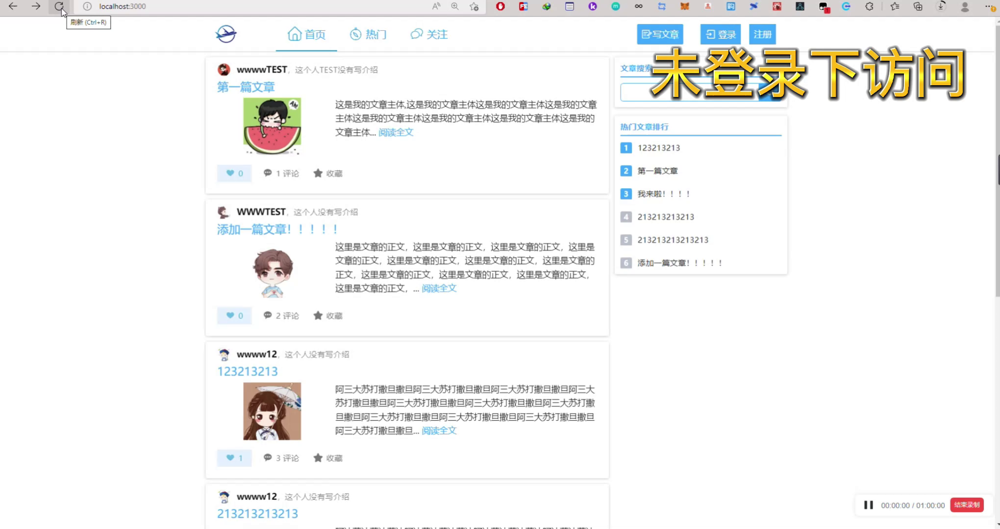 localhost:3000
刷新 (Ctrl+R)
首页
热门
关注
写文章
登录
注册
未登录下访问
wwwwTEST，这个人TEST没有写介绍
第一篇文章
Ah!
这是我的文章主体,这是我的文章主体这是我的文章主体这是我的文章
主体这是我的文章主体这是我的文章主体这是我的文章主体这是我的
文章主体... 阅读全文
0
1 评论
收藏
WWWTEST，这个人没有写介绍
添加一篇文章！！！！！
这里是文章的正文，这里是文章的正文，这里是文章的正文，这里是
文章的正文，这里是文章的正文，这里是文章的正文，这里是文章的
正文，这里是文章的正文，这里是文章的正文，这里是文章的正文，
这里是文章的正文，... 阅读全文
0
2 评论
收藏
wwww12，这个人没有写介绍
123213213
阿三大苏打撒旦撒旦阿三大苏打撒旦撒旦阿三大苏打撒旦撒旦阿三大
苏打撒旦撒旦阿三大苏打撒旦撒旦阿三大苏打撒旦撒旦阿三大苏打撒
旦撒旦阿三大苏打撒旦撒旦阿三大苏打撒旦撒旦阿三大苏打撒旦撒旦
阿三大苏打撒旦撒旦... 阅读全文
1
3 评论
收藏
wwww12，这个人没有写介绍
213213213213
文章搜索
热门文章排行
1 123213213
2 第一篇文章
3 我来啦！！！！
4 213213213213
5 213213213213213
6 添加一篇文章！！！！！
00:00:00 / 01:00:00
结束录制